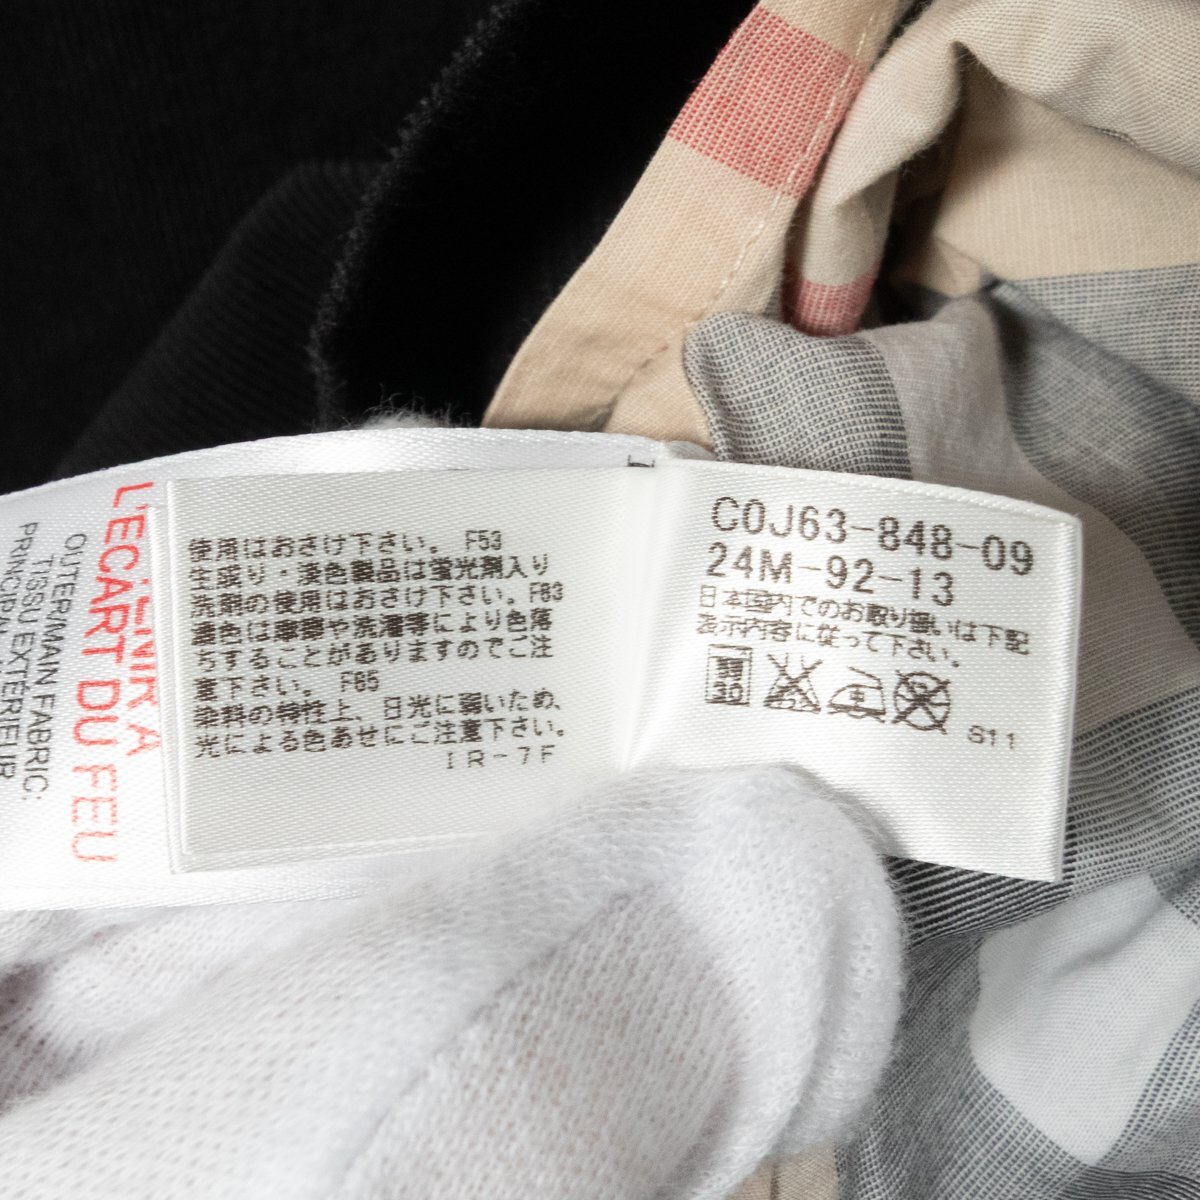 L'ÉCART DU FEU
OUTER/MAIN FABRIC:
TISSU EXTÉRIEUR
使用はおさけ下さい。 F53
生成り・淡色製品は蛍光剤入り
洗剤の使用はおさけ下さい。F83
濃色は摩擦や洗濯等により色落
ちすることがありますのでご注
意下さい。 F85
染料の特性上、日光に弱いため、
光による色あせにご注意下さい。
IR-7F
C0J63-848-09
24M-92-13
日本国内でのお取り扱いは下記
表示内容になって下さい。
30
S11